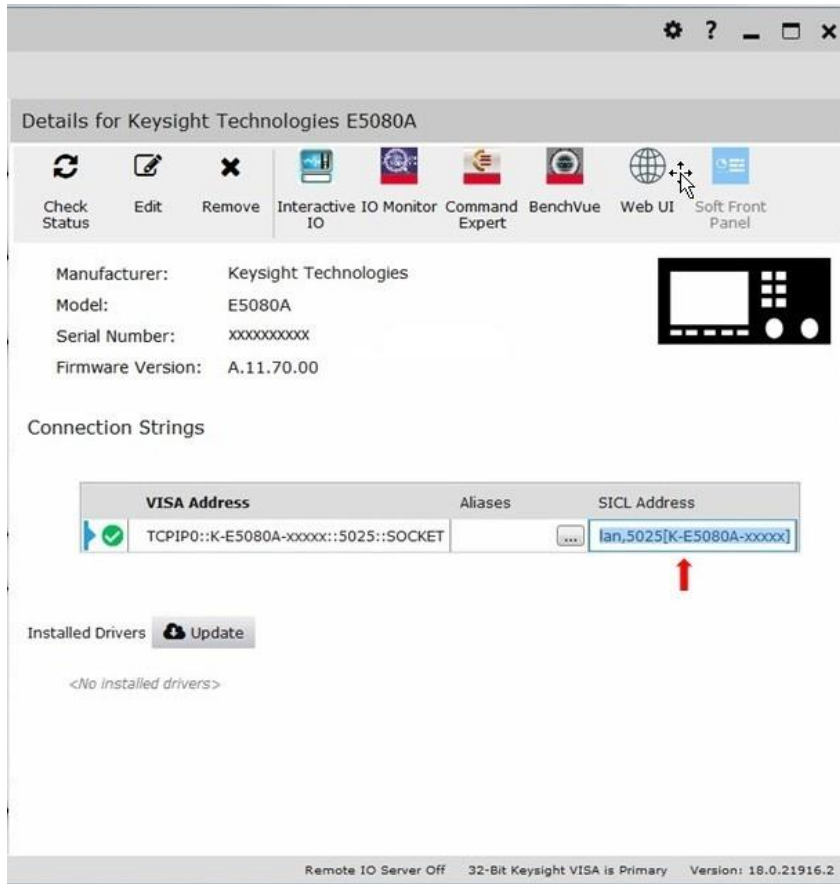 ?
Details for Keysight Technologies E5080A
Check Status
Edit
Remove
Interactive IO
IO Monitor
Command Expert
BenchVue
Web UI
Soft Front Panel
Manufacturer: Keysight Technologies
Model: E5080A
Serial Number: xxxxxxxxxx
Firmware Version: A.11.70.00
Connection Strings
VISA Address Aliases SICL Address
TCPIP0::K-E5080A-xxxxx::5025::SOCKET ... lan,5025[K-E5080A-xxxxx]
Installed Drivers Update
<No installed drivers>
Remote IO Server Off 32-Bit Keysight VISA is Primary Version: 18.0.21916.2